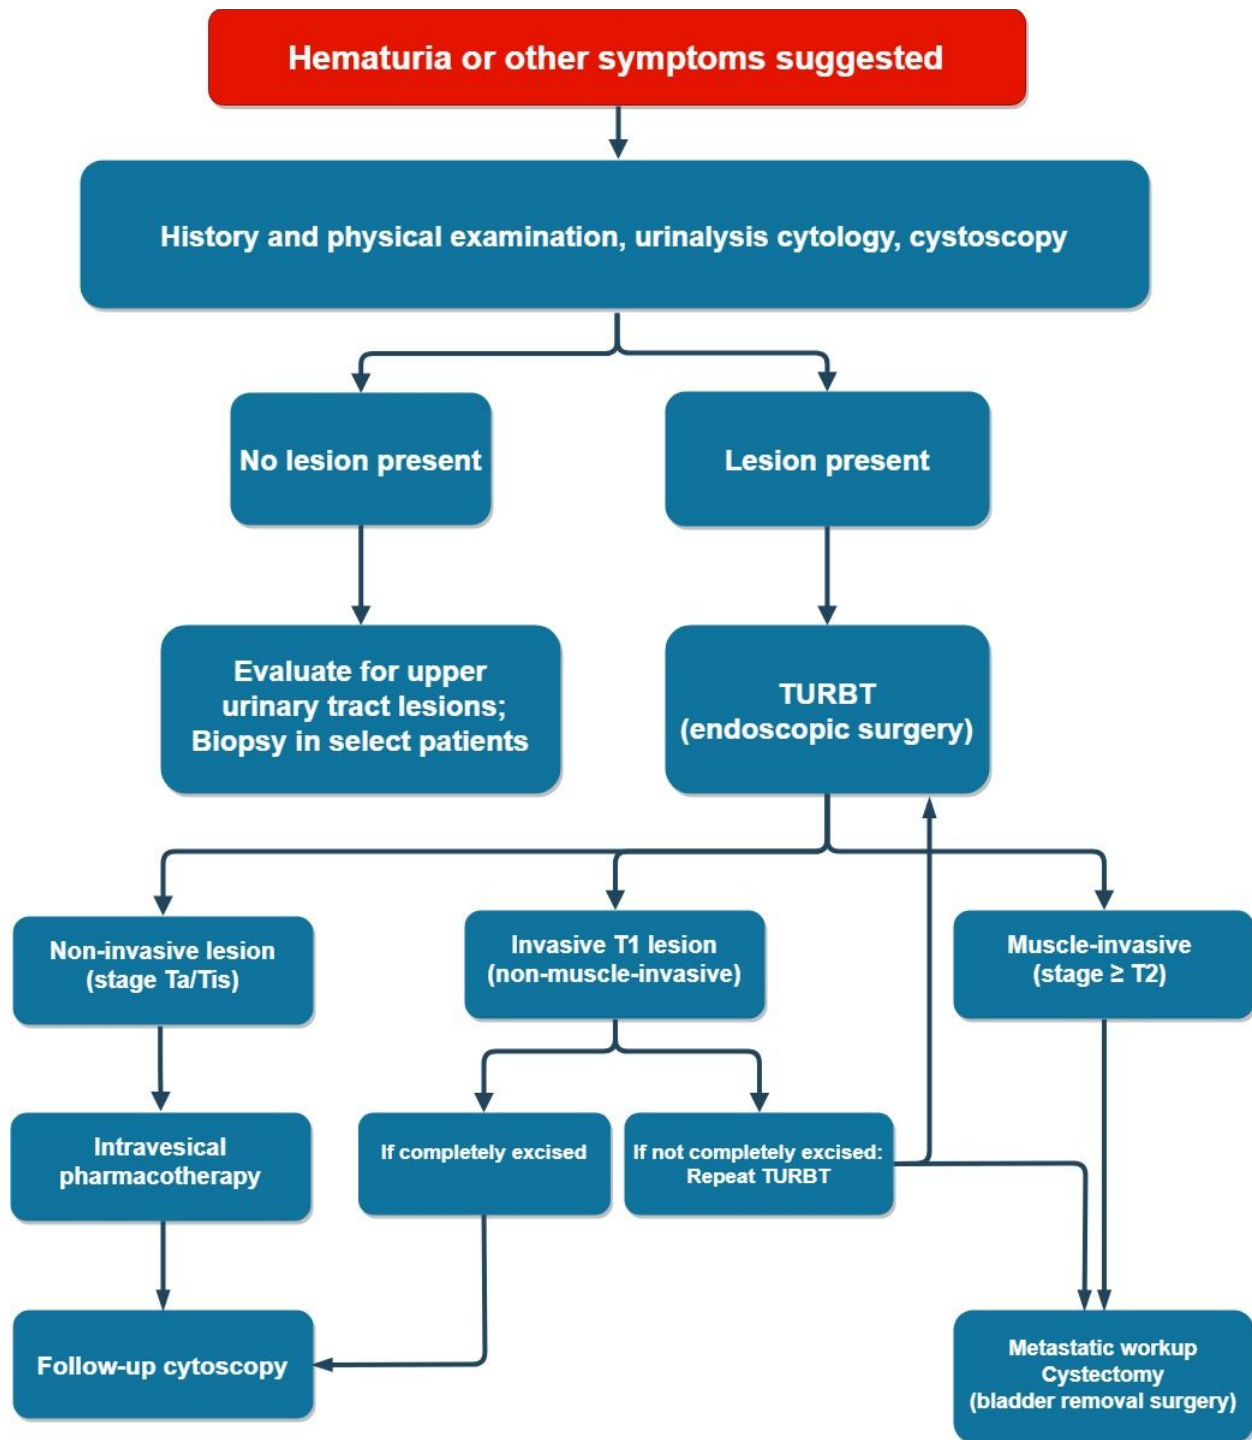 Hematuria or other symptoms suggested
History and physical examination, urinalysis cytology, cystoscopy
No lesion present
Lesion present
Evaluate for upper
urinary tract lesions;
Biopsy in select patients
TURBT
(endoscopic surgery)
Non-invasive lesion
(stage Ta/Tis)
Invasive T1 lesion
(non-muscle-invasive)
Muscle-invasive
(stage ≥ T2)
Intravesical
pharmacotherapy
If completely excised
If not completely excised:
Repeat TURBT
Follow-up cytoscopy
Metastatic workup
Cystectomy
(bladder removal surgery)